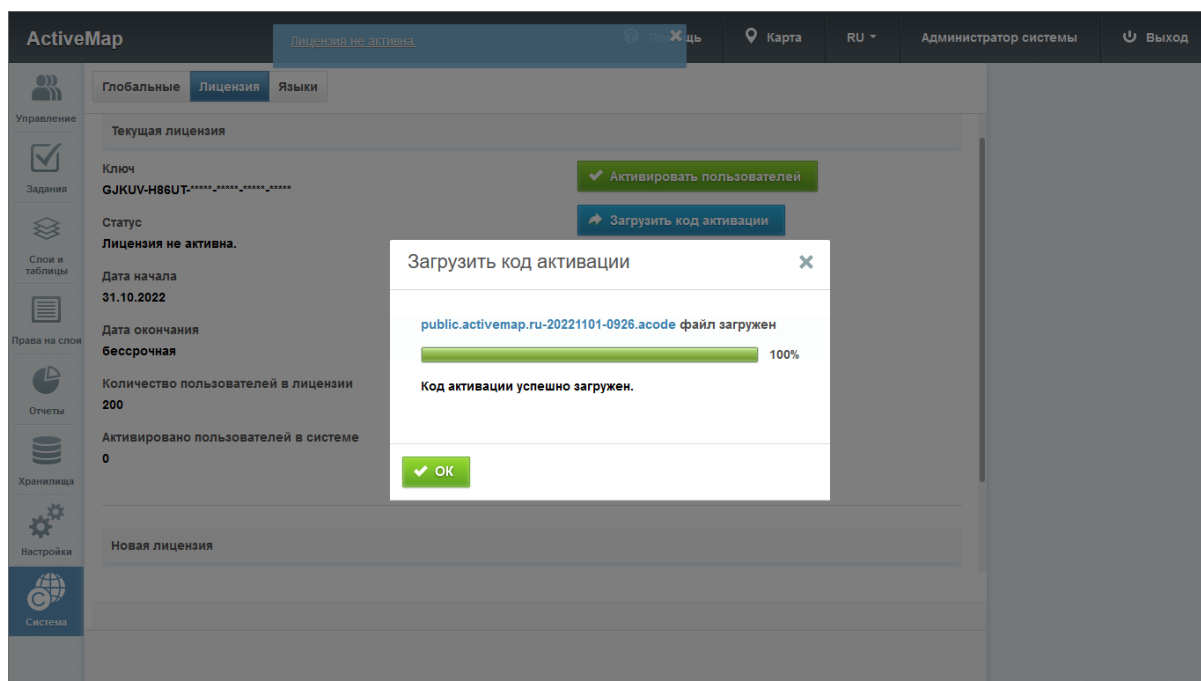 ActiveMap
Лицензия не активна.
Карта
RU
Администратор системы
Выход
Управление
Задания
Слои и
таблицы
Права на слои
Отчеты
Хранилища
Настройки
Система
Глобальные
Лицензия
Языки
Текущая лицензия
Ключ
GJKUV-H86UT-*****-*****-*****-*****
Активировать пользователей
Статус
Лицензия не активна.
Загрузить код активации
Дата начала
31.10.2022
Дата окончания
бессрочная
Количество пользователей в лицензии
200
Активировано пользователей в системе
0
Новая лицензия
Загрузить код активации
public.activemap.ru-20221101-0926.acode файл загружен
100%
Код активации успешно загружен.
ОК